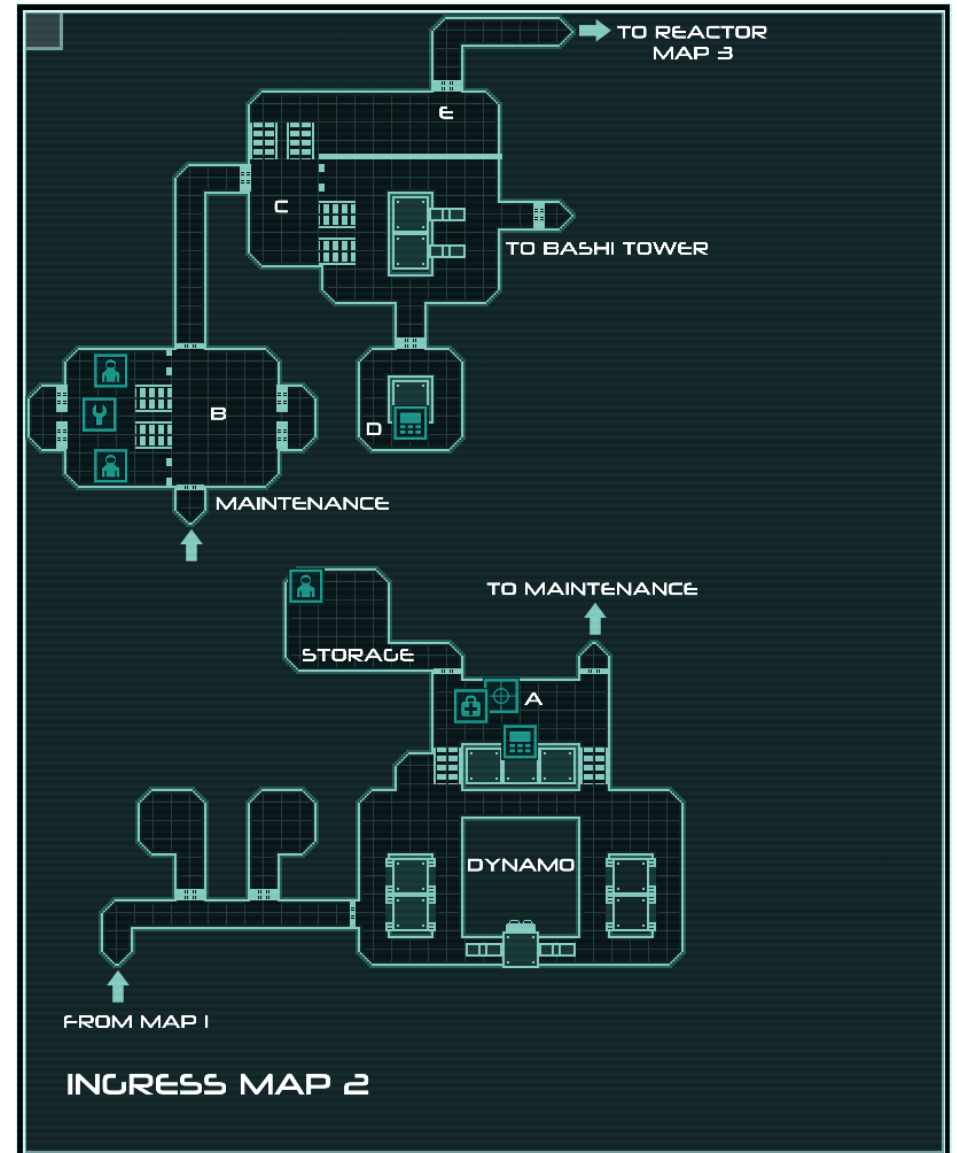 TO REACTOR
MAP 3
E
C
TO BASHI TOWER
B
D
MAINTENANCE
TO MAINTENANCE
STORAGE
A
DYNAMO
FROM MAP 1
INGRESS MAP 2